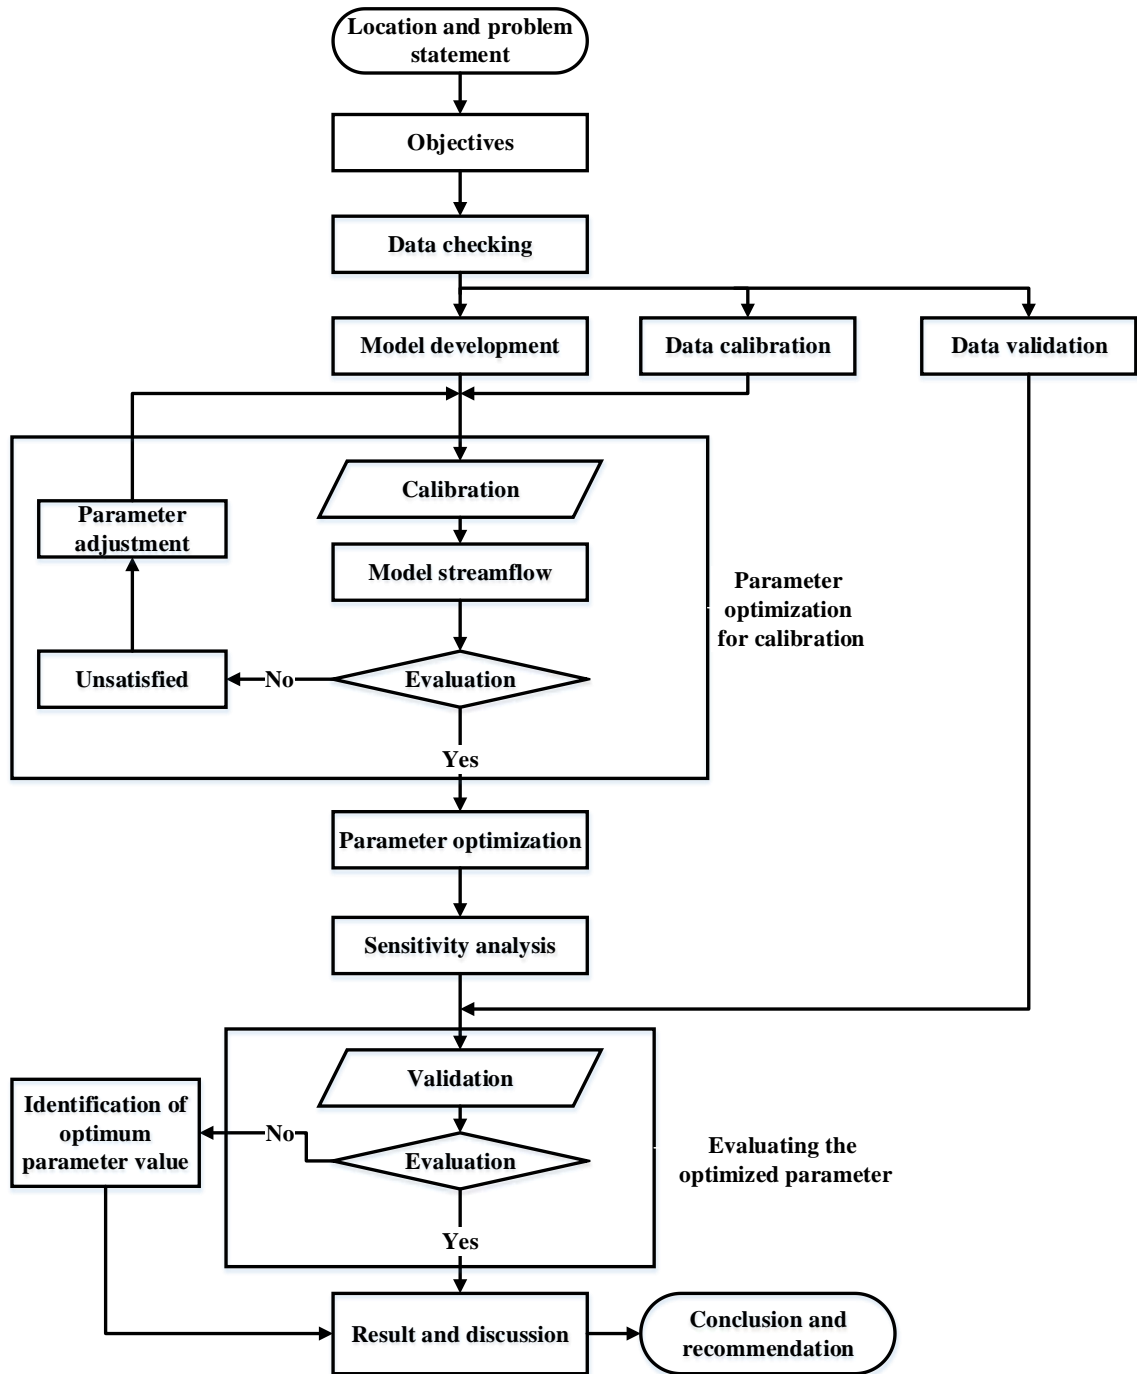 Location and problem
statement
Objectives
Data checking
Model development
Data calibration
Data validation
Calibration
Parameter
adjustment
Model streamflow
Parameter
optimization
for calibration
Unsatisfied
No
Evaluation
Yes
Parameter optimization
Sensitivity analysis
Validation
Identification of
optimum
parameter value
No
Evaluation
Evaluating the
optimized parameter
Yes
Result and discussion
Conclusion and
recommendation